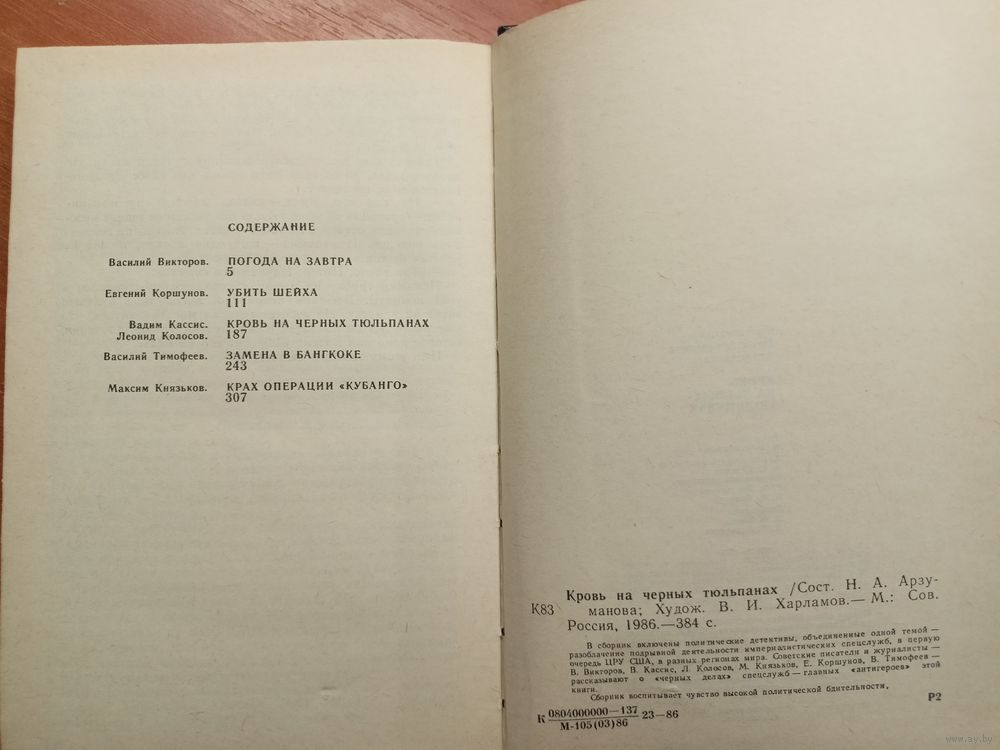 СОДЕРЖАНИЕ
Василий Викторов. ПОГОДА НА ЗАВТРА
5
Евгений Коршунов. УБИТЬ ШЕЙХА
111
Вадим Кассис. КРОВЬ НА ЧЕРНЫХ ТЮЛЬПАНАХ
Леонид Колосов. 187
Василий Тимофеев. ЗАМЕНА В БАНГКОКЕ
243
Максим Князьков. КРАХ ОПЕРАЦИИ «КУБАНГО»
307
Кровь на черных тюльпанах /Сост. Н. А. Арзу-
К83 манова; Худож. В. И. Харламов.— М.: Сов.
Россия, 1986.—384 с.
В сборник включены политические детективы, объединенные одной темой —
разоблачение подрывной деятельности империалистических спецслужб, в первую
очередь ЦРУ США, в разных регионах мира. Советские писатели и журналисты —
В. Викторов, В. Кассис, Л. Колосов, М. Князьков, Е. Коршунов, В. Тимофеев —
рассказывают о «черных делах» спецслужб — главных «антигероев» этой
книги.
Сборник воспитывает чувство высокой политической бдительности.
К 0804000000—137 23—86
М-105(03)86
Р2
www.ay.by